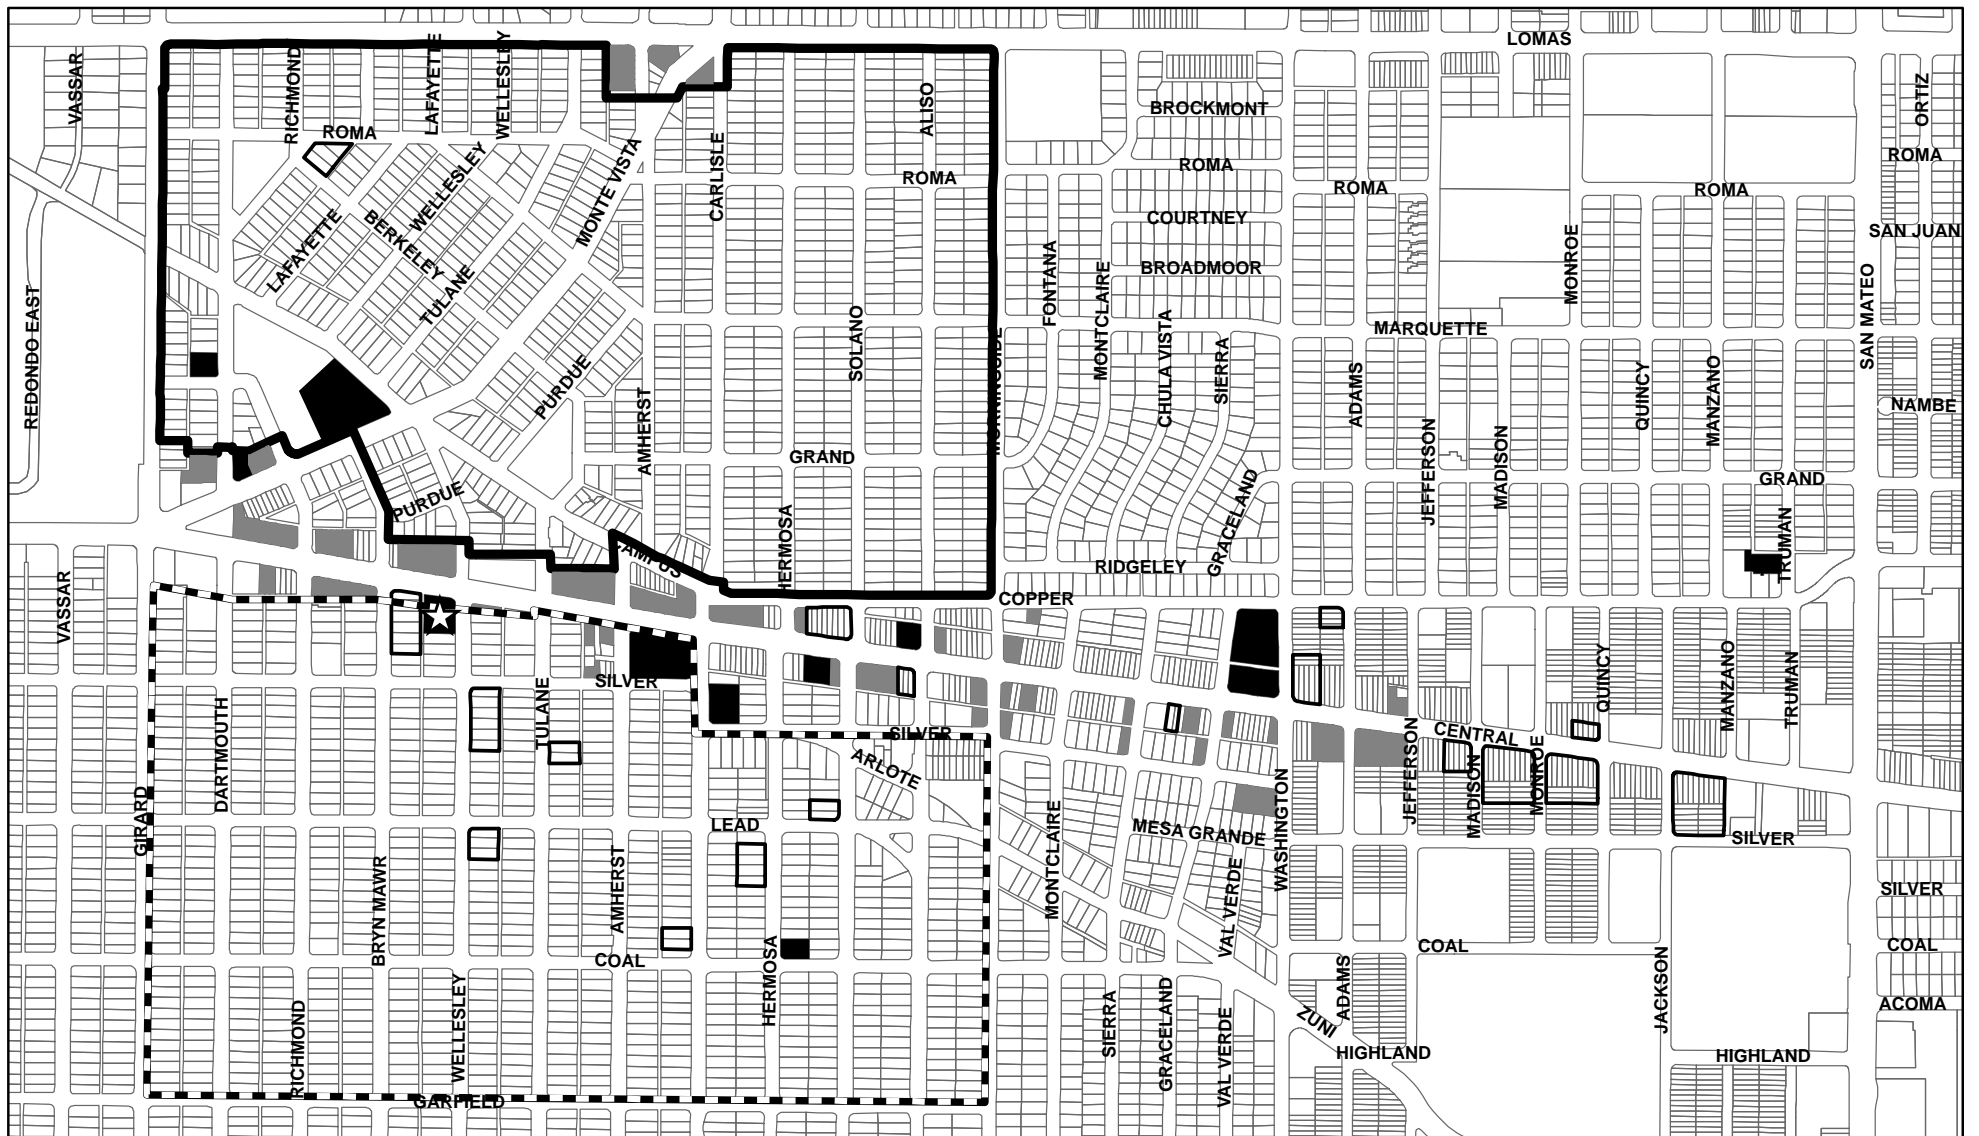 LOMAS
VASSAR
RICHMOND
LAFAYETTE
WELLESLEY
ALISO
ORTIZ
BROCKMONT
ROMA
CARLISLE
MONTE VISTA
WELLESLEY
ROMA
ROMA
ROMA
ROMA
ROMA
LAFAYETTE
BERKELEY
COURTNEY
SAN JUAN
TULANE
FONTANA
MONTCLAIRE
BROADMOOR
MONROE
SAN MATEO
REDONDO EAST
SOLANO
MORNINGSIDE
CHULA VISTA
SIERRA
MARQUETTE
PURDUE
AMHERST
ADAMS
QUINCY
MANZANO
NAMBE
GRAND
JEFFERSON
MADISON
GRAND
PURDUE
HERMOSA
GRACELAND
TRUMAN
CAMPUS
RIDGELEY
COPPER
VASSAR
SILVER
TULANE
DARTMOUTH
QUINCY
MANZANO
TRUMAN
SILVER
CENTRAL
ARLOTE
JEFFERSON
MADISON
MONROE
WASHINGTON
GIRARD
LEAD
MESA GRANDE
SILVER
BRYN MAWR
AMHERST
MONTCLAIRE
VAL VERDE
SILVER
COAL
HERMOSA
COAL
COAL
ADAMS
JACKSON
ACOMA
RICHMOND
WELLESLEY
SIERRA
GRACELAND
VAL VERDE
ZUNI
HIGHLAND
HIGHLAND
GARFIELD